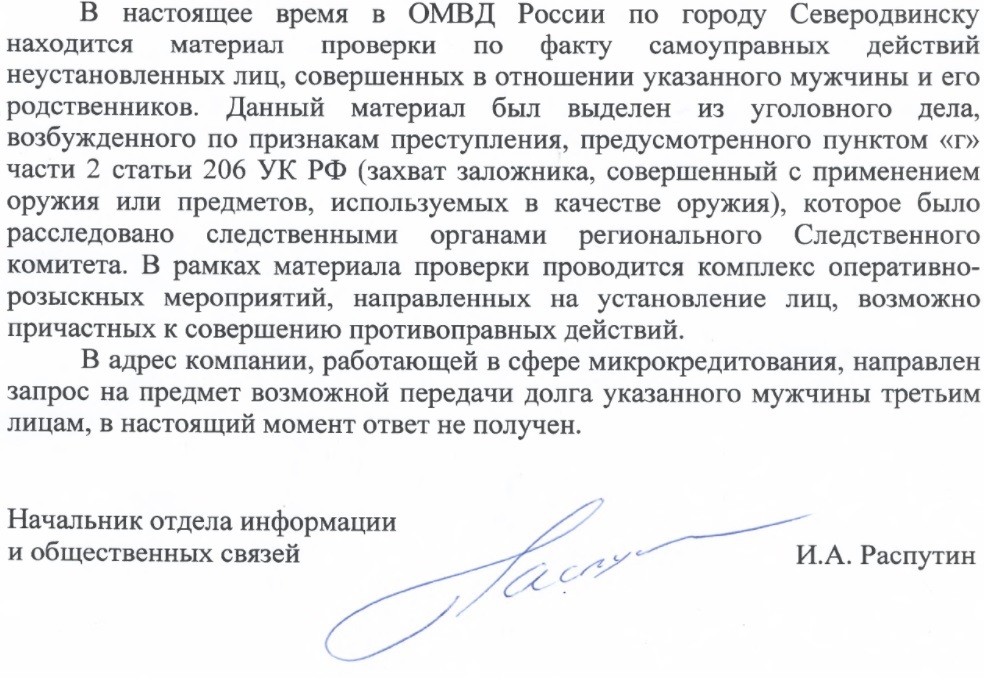 В настоящее время в ОМВД России по городу Северодвинску
находится материал проверки по факту самоуправных действий
неустановленных лиц, совершенных в отношении указанного мужчины и его
родственников. Данный материал был выделен из уголовного дела,
возбужденного по признакам преступления, предусмотренного пунктом «г»
части 2 статьи 206 УК РФ (захват заложника, совершенный с применением
оружия или предметов, используемых в качестве оружия), которое было
расследовано следственными органами регионального Следственного
комитета. В рамках материала проверки проводится комплекс оперативно-
розыскных мероприятий, направленных на установление лиц, возможно
причастных к совершению противоправных действий.
В адрес компании, работающей в сфере микрокредитования, направлен
запрос на предмет возможной передачи долга указанного мужчины третьим
лицам, в настоящий момент ответ не получен.
Начальник отдела информации
и общественных связей
И.А. Распутин